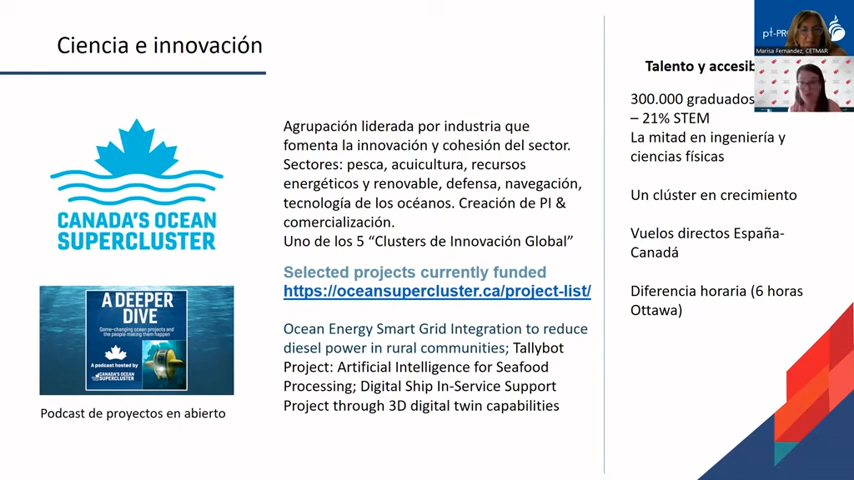 Ciencia e innovación
CANADA'S OCEAN
SUPERCLUSTER
A DEEPER
DIVE
Game-changing ocean projects and
the people making them happen
A podcast hosted by
CANADA'S OCEAN
SUPERCLUSTER
Podcast de proyectos en abierto
Agrupación liderada por industria que
fomenta la innovación y cohesión del sector.
Sectores: pesca, acuicultura, recursos
energéticos y renovable, defensa, navegación,
tecnología de los océanos. Creación de PI &
comercialización.
Uno de los 5 “Clusters de Innovación Global”
Selected projects currently funded
https://oceansupercluster.ca/project-list/
Ocean Energy Smart Grid Integration to reduce
diesel power in rural communities; Tallybot
Project: Artificial Intelligence for Seafood
Processing; Digital Ship In-Service Support
Project through 3D digital twin capabilities
Talento y accesib
300.000 graduados
– 21% STEM
La mitad en ingeniería y
ciencias físicas
Un clúster en crecimiento
Vuelos directos España-
Canadá
Diferencia horaria (6 horas
Ottawa)
Marisa Fernandez, CETMAR